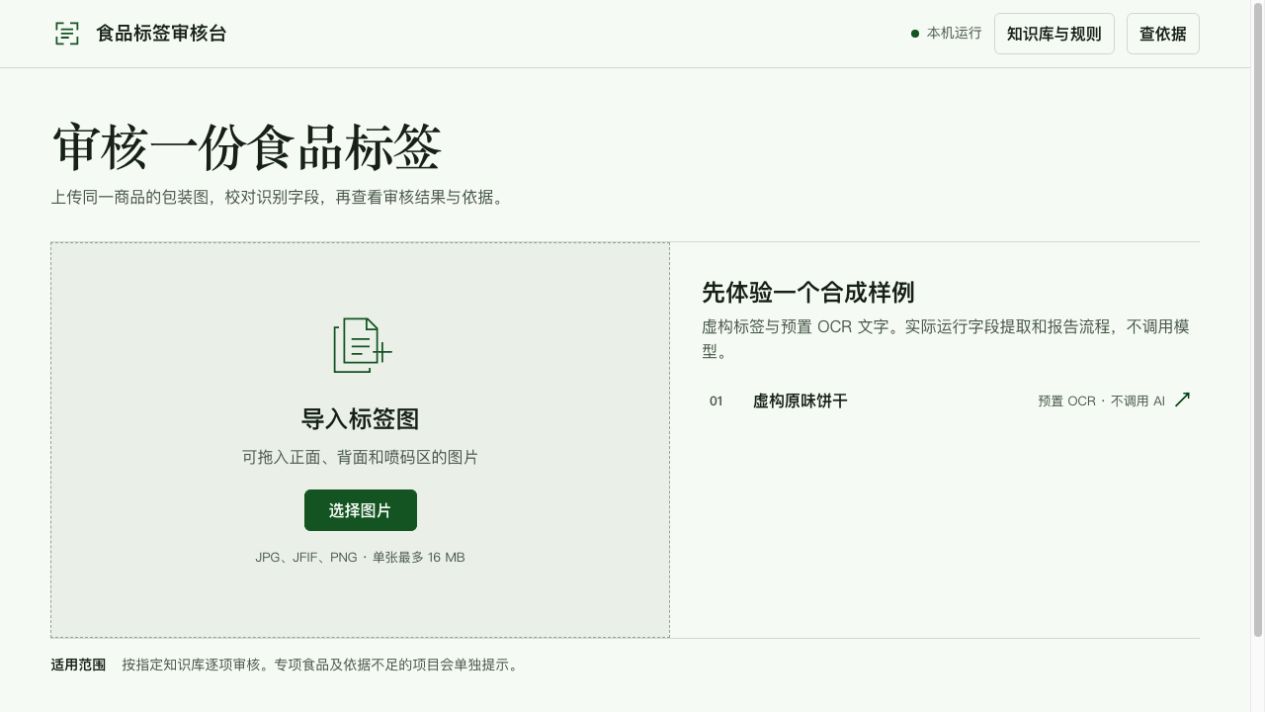 食品标签审核台
本机运行
知识库与规则
查依据
审核一份食品标签
上传同一商品的包装图，校对识别字段，再查看审核结果与依据。
导入标签图
可拖入正面、背面和喷码区的图片
选择图片
JPG、JFIF、PNG · 单张最多 16 MB
先体验一个合成样例
虚构标签与预置 OCR 文字。实际运行字段提取和报告流程，不调用模
型。
01 虚构原味饼干 预置 OCR · 不调用 AI
适用范围 按指定知识库逐项审核。专项食品及依据不足的项目会单独提示。